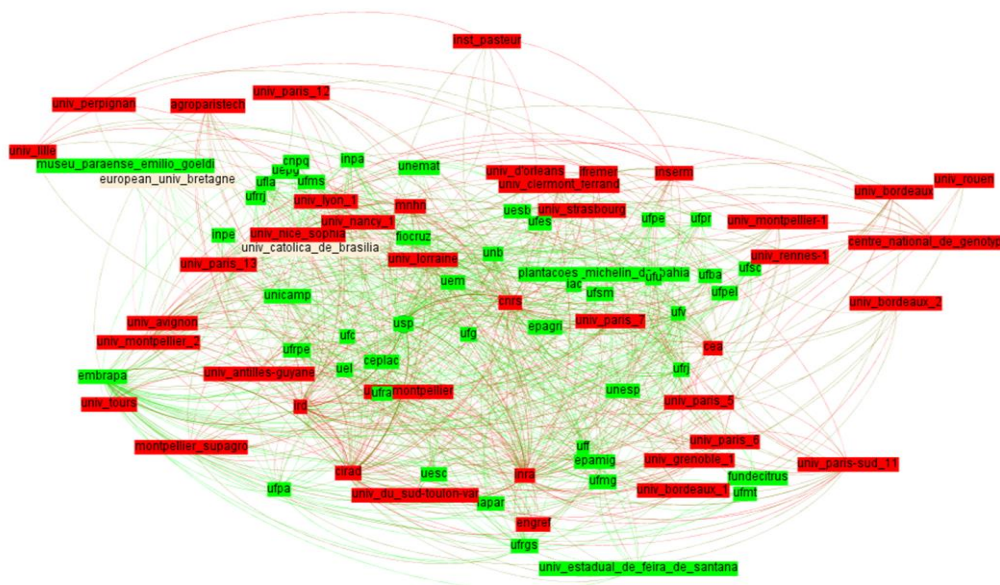 inst_pasteur
univ_paris_12
univ_perpignan
agroparistech
univ_lille
museu_paraense_emilio_goeldi
european_univ_bretagne
cnpq
uepg
inpa
unemat
ufla
ufms
ufrrj
univ_lyon_1
mnhn
univ_d'orleans
ifremer
inserm
univ_clermont_ferrand
univ_rouen
univ_bordeaux
univ_nancy_1
uesb
univ_strasbourg
ufes
ufpe
ufpr
univ_montpellier-1
inpe
univ_nice_sophia
fiocruz
univ_catolica_de_brasilia
centre_national_de_genotyp
univ_paris_13
univ_lorraine
unb
univ_rennes-1
ufsc
plantacoes_michelin_d
bahia
ufu
ufba
uem
iac
ufsm
ufpel
unicamp
cnrs
univ_bordeaux_2
univ_avignon
usp
epagri
univ_paris_7
ufv
univ_montpellier_2
ufc
ufg
cea
ufrpe
ceplac
uel
ufrj
embrapa
univ_antilles-guyane
ufra
montpellier
unesp
univ_tours
ird
univ_paris_5
montpellier_supagro
uff
univ_paris_6
cirad
uesc
inra
epamig
univ_grenoble_1
univ_paris-sud_11
ufmg
fundecitrus
ufpa
univ_du_sud-toulon-var
univ_bordeaux_1
ufmt
iapar
engref
ufrgs
univ_estadual_de_feira_de_santana